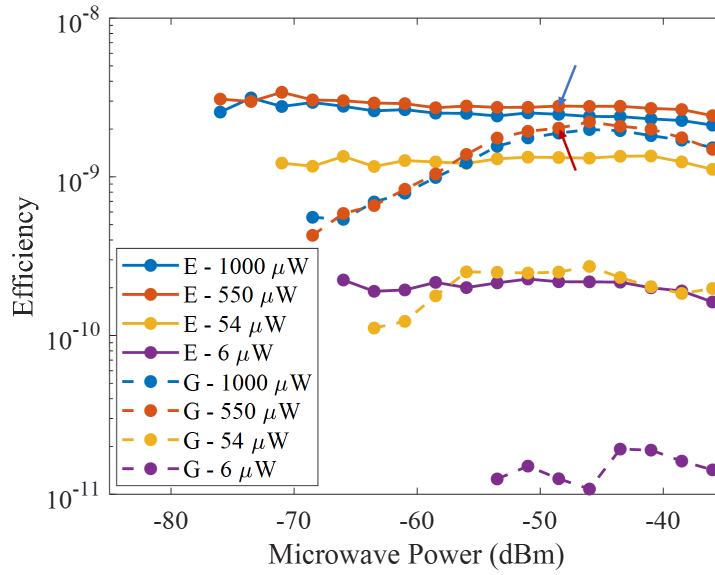 10^-8
10^-9
10^-10
10^-11
Efficiency
E - 1000 μW
E - 550 μW
E - 54 μW
E - 6 μW
G - 1000 μW
G - 550 μW
G - 54 μW
G - 6 μW
-80 -70 -60 -50 -40
Microwave Power (dBm)